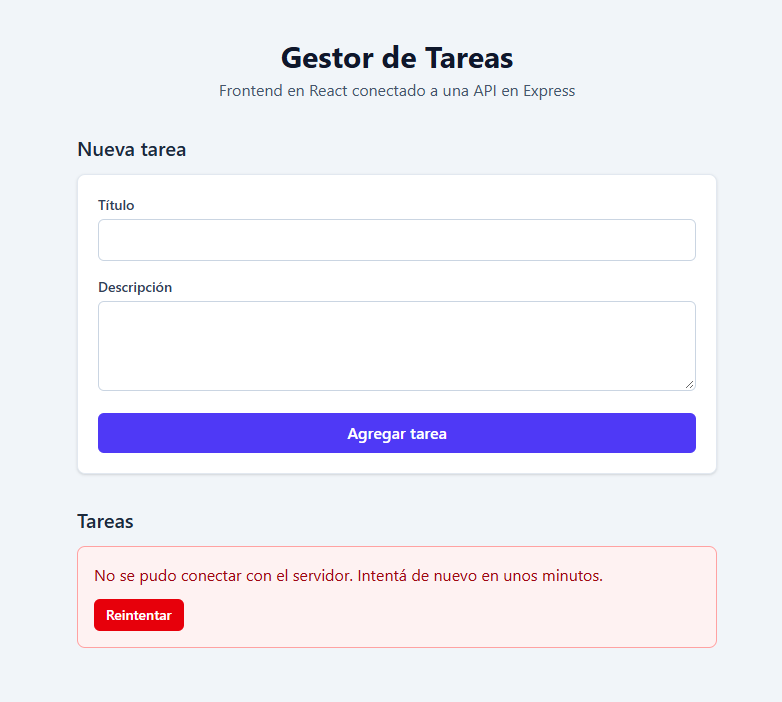 Gestor de Tareas
Frontend en React conectado a una API en Express
Nueva tarea
Título
Descripción
Agregar tarea
Tareas
No se pudo conectar con el servidor. Intentá de nuevo en unos minutos.
Reintentar